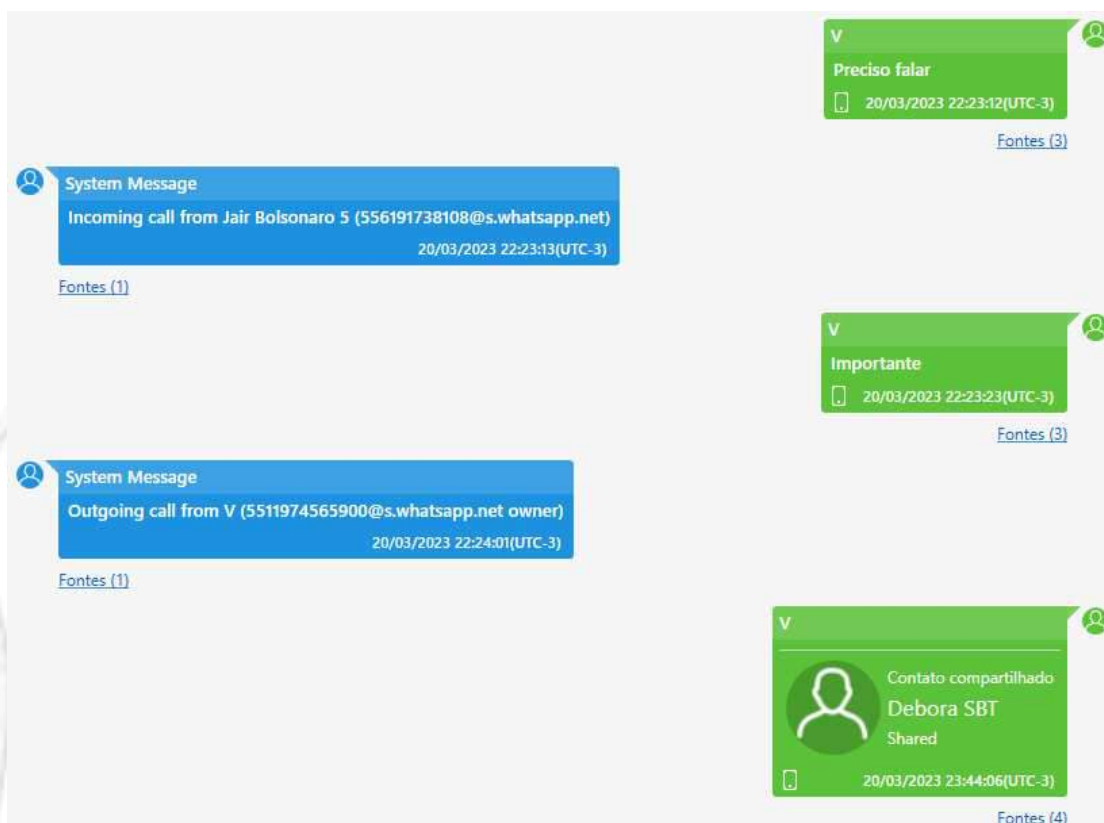 V
Preciso falar
20/03/2023 22:23:12(UTC-3)
Fontes (3)
System Message
Incoming call from Jair Bolsonaro 5 (556191738108@s.whatsapp.net)
20/03/2023 22:23:13(UTC-3)
Fontes (1)
V
Importante
20/03/2023 22:23:23(UTC-3)
Fontes (3)
System Message
Outgoing call from V (5511974565900@s.whatsapp.net owner)
20/03/2023 22:24:01(UTC-3)
Fontes (1)
V
Contato compartilhado
Debora SBT
Shared
20/03/2023 23:44:06(UTC-3)
Fontes (4)